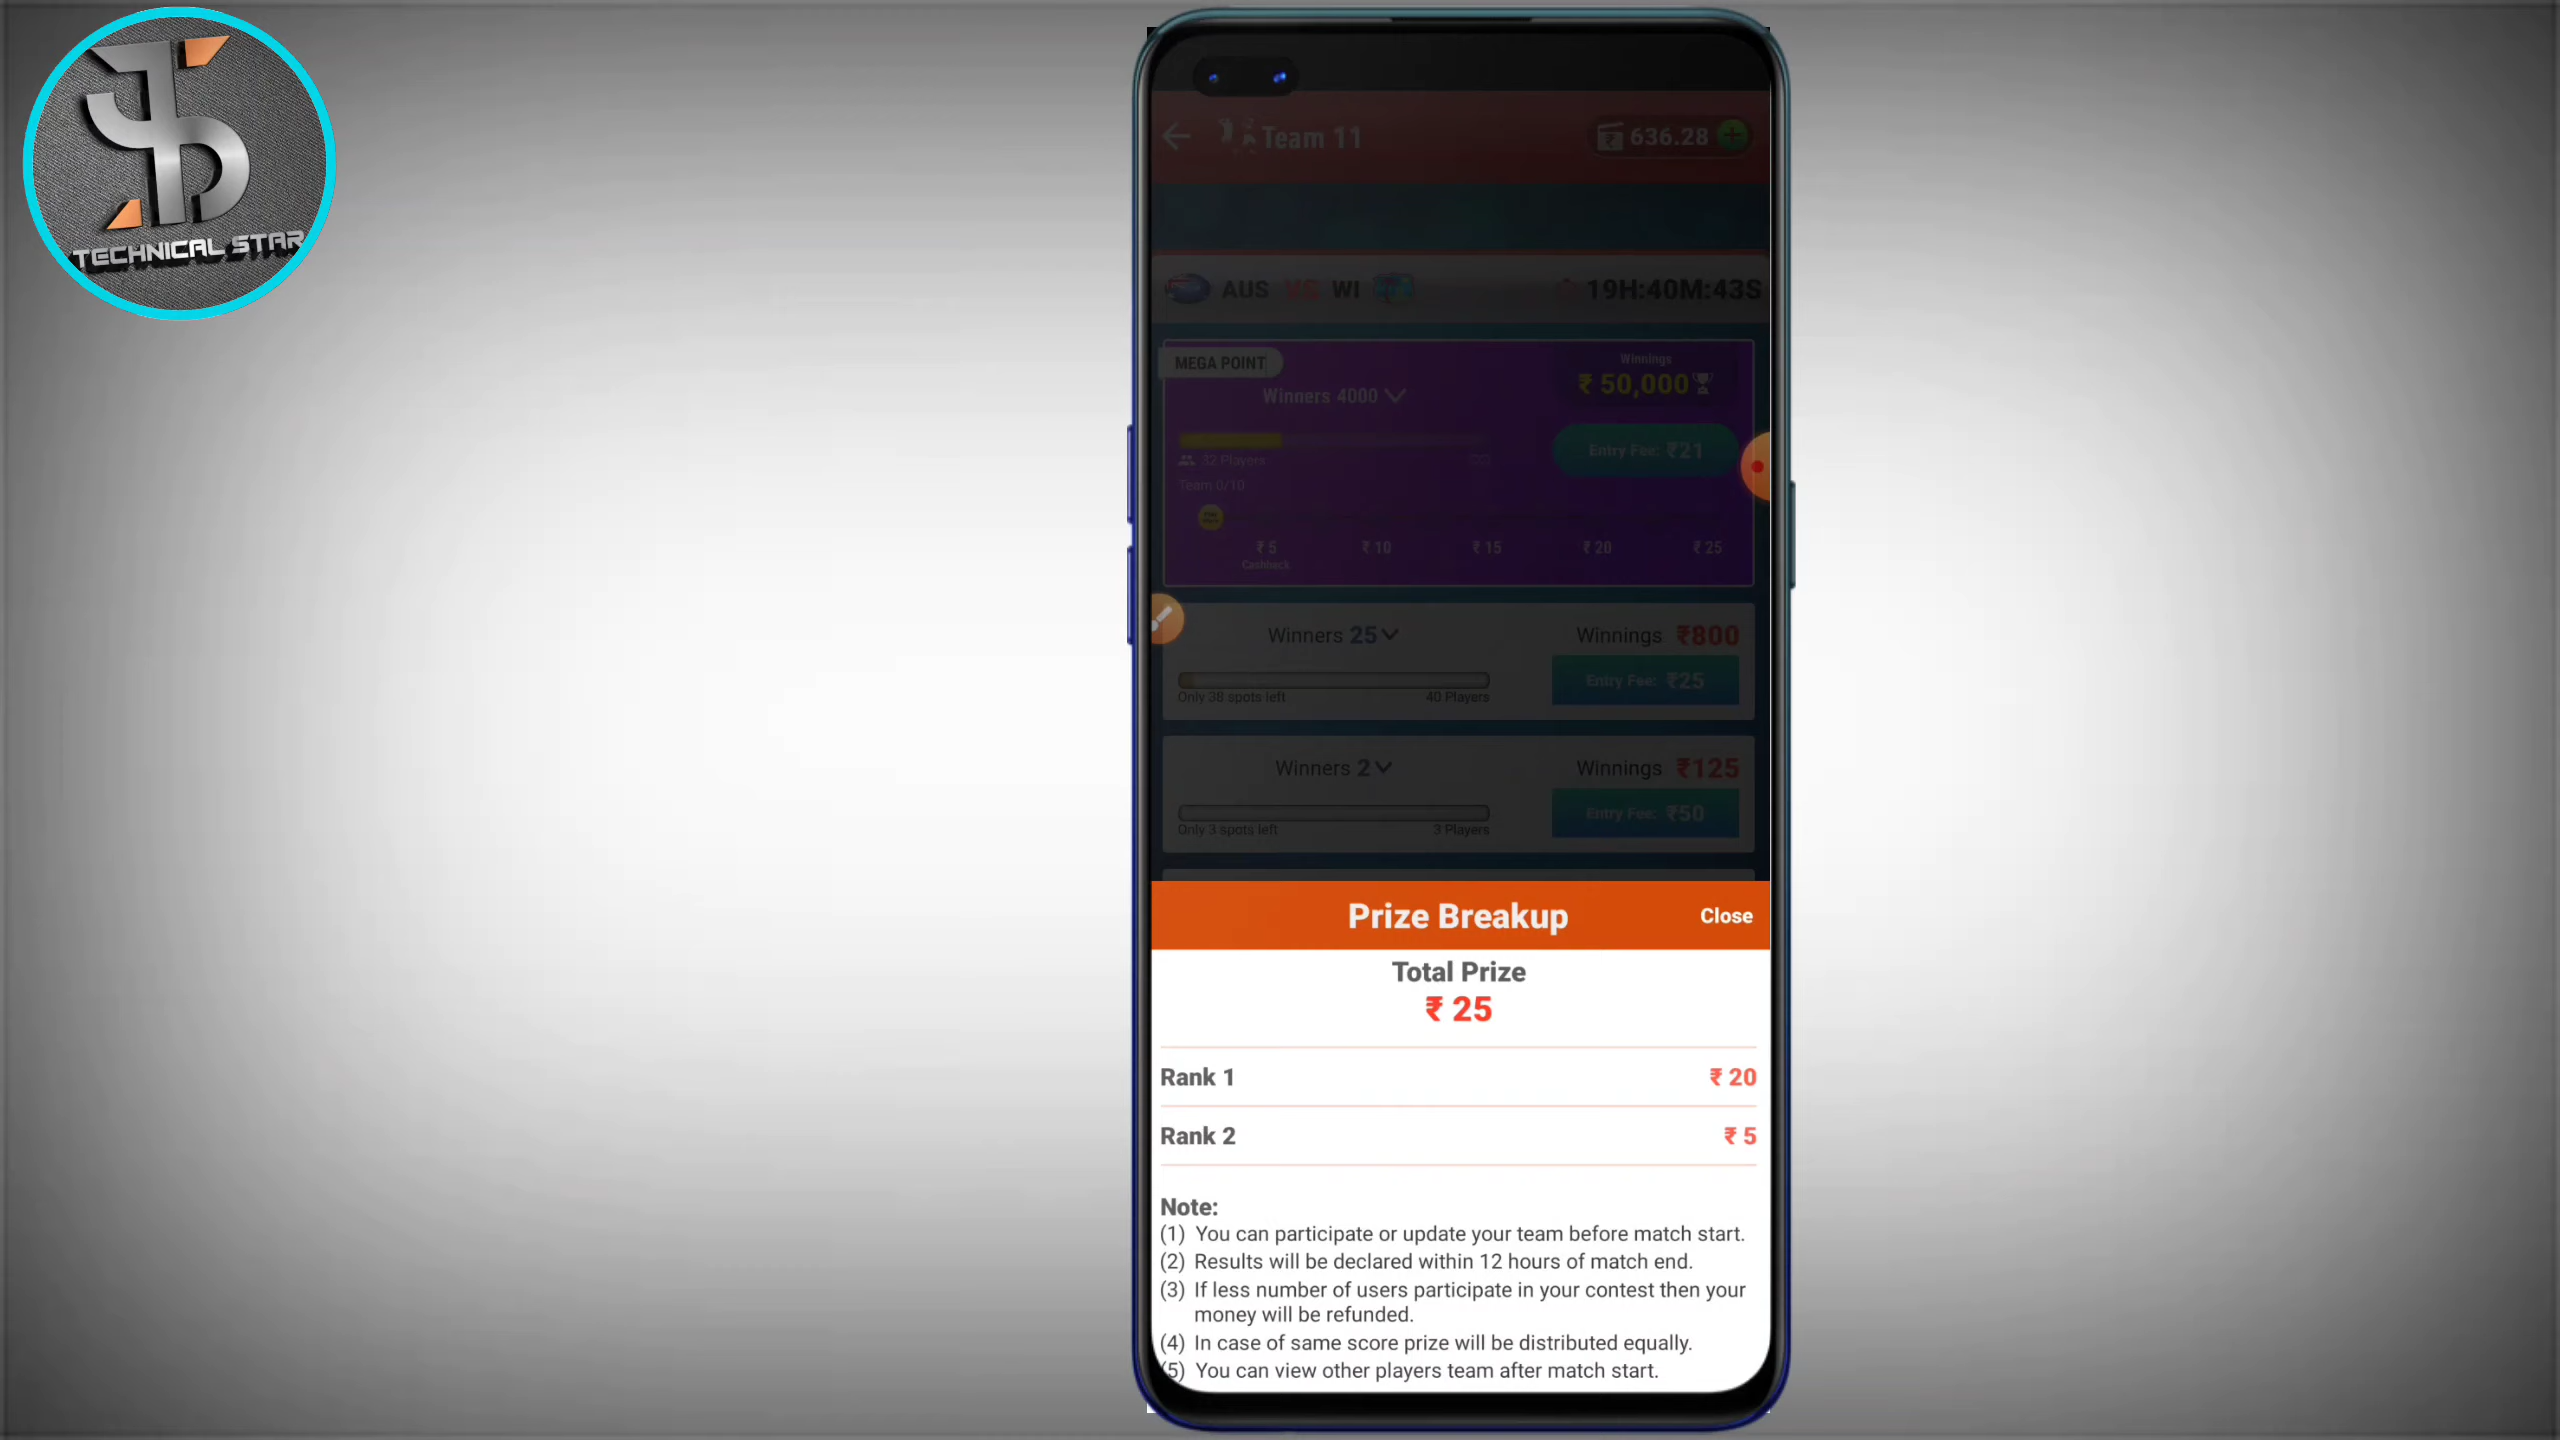 TECHNICAL STAR
Team 11
₹ 636.28 +
AUS VS WI
19H:40M:43S
MEGA POINT
Winnings
₹ 50,000
Winners 4000
Entry Fee: ₹21
32 Players
Team 0/10
₹ 5 ₹ 10 ₹ 15 ₹ 20 ₹ 25
Cashback
Winners 25 Winnings ₹800
Entry Fee: ₹25
Only 38 spots left 40 Players
Winners 2 Winnings ₹125
Entry Fee: ₹50
Only 3 spots left 3 Players
Prize Breakup Close
Total Prize
₹ 25
Rank 1 ₹ 20
Rank 2 ₹ 5
Note:
(1) You can participate or update your team before match start.
(2) Results will be declared within 12 hours of match end.
(3) If less number of users participate in your contest then your
money will be refunded.
(4) In case of same score prize will be distributed equally.
(5) You can view other players team after match start.